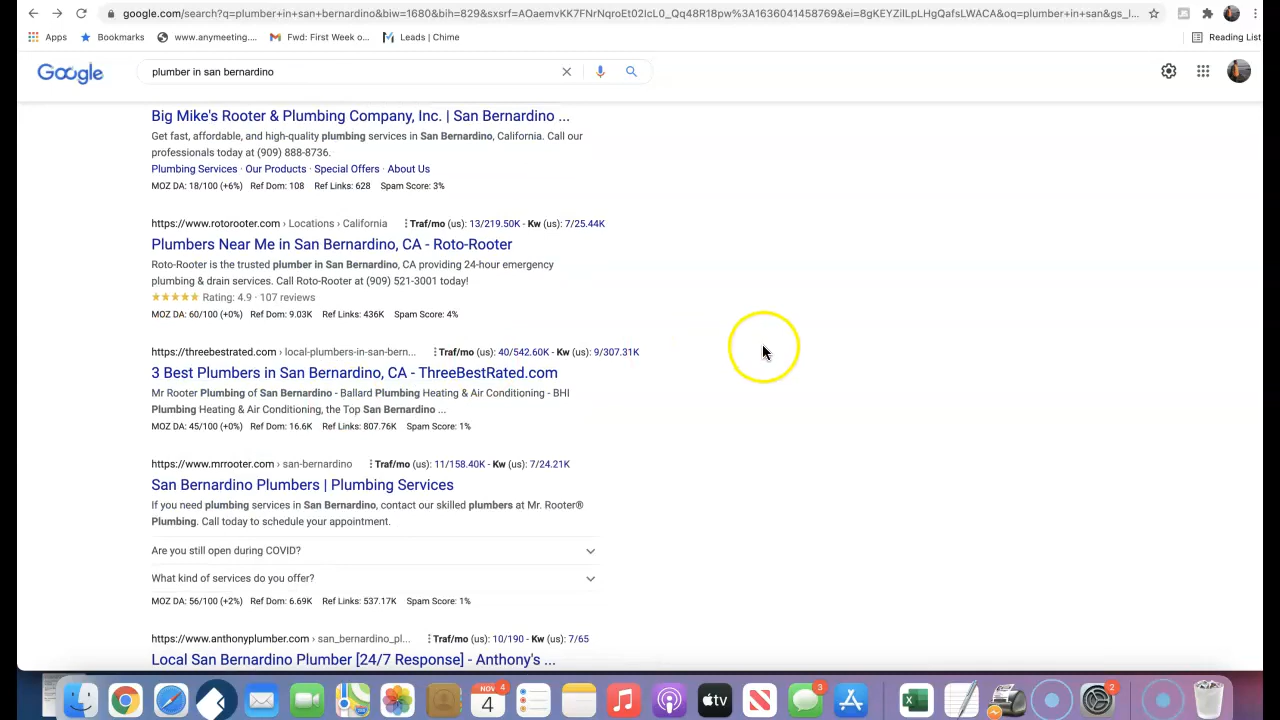 google.com/search?q=plumber+in+san+bernardino&biw=1680&bih=829&sxsrf=AOaemvKK7FNrNqroEt02IcL0_Qq48R18pw%3A1636041458769&ei=8gKEYZilLpLHgQafsLWACA&oq=plumber+in+san&gs_l...
Apps Bookmarks www.anymeeting.... Fwd: First Week o... Leads | Chime Reading List
Google plumber in san bernardino
Big Mike's Rooter & Plumbing Company, Inc. | San Bernardino ...
Get fast, affordable, and high-quality plumbing services in San Bernardino, California. Call our
professionals today at (909) 888-8736.
Plumbing Services · Our Products · Special Offers · About Us
MOZ DA: 18/100 (+6%) Ref Dom: 108 Ref Links: 628 Spam Score: 3%
https://www.rotorooter.com › Locations › California Traf/mo (us): 13/219.50K - Kw (us): 7/25.44K
Plumbers Near Me in San Bernardino, CA - Roto-Rooter
Roto-Rooter is the trusted plumber in San Bernardino, CA providing 24-hour emergency
plumbing & drain services. Call Roto-Rooter at (909) 521-3001 today!
Rating: 4.9 · 107 reviews
MOZ DA: 60/100 (+0%) Ref Dom: 9.03K Ref Links: 436K Spam Score: 4%
https://threebestrated.com › local-plumbers-in-san-bern... Traf/mo (us): 40/542.60K - Kw (us): 9/307.31K
3 Best Plumbers in San Bernardino, CA - ThreeBestRated.com
Mr Rooter Plumbing of San Bernardino - Ballard Plumbing Heating & Air Conditioning - BHI
Plumbing Heating & Air Conditioning, the Top San Bernardino ...
MOZ DA: 45/100 (+0%) Ref Dom: 16.6K Ref Links: 807.76K Spam Score: 1%
https://www.mrrooter.com › san-bernardino Traf/mo (us): 11/158.40K - Kw (us): 7/24.21K
San Bernardino Plumbers | Plumbing Services
If you need plumbing services in San Bernardino, contact our skilled plumbers at Mr. Rooter®
Plumbing. Call today to schedule your appointment.
Are you still open during COVID?
What kind of services do you offer?
MOZ DA: 56/100 (+2%) Ref Dom: 6.69K Ref Links: 537.17K Spam Score: 1%
https://www.anthonyplumber.com › san_bernardino_pl... Traf/mo (us): 10/190 - Kw (us): 7/65
Local San Bernardino Plumber [24/7 Response] - Anthony's ...
NOV 4
4
tv
3
2